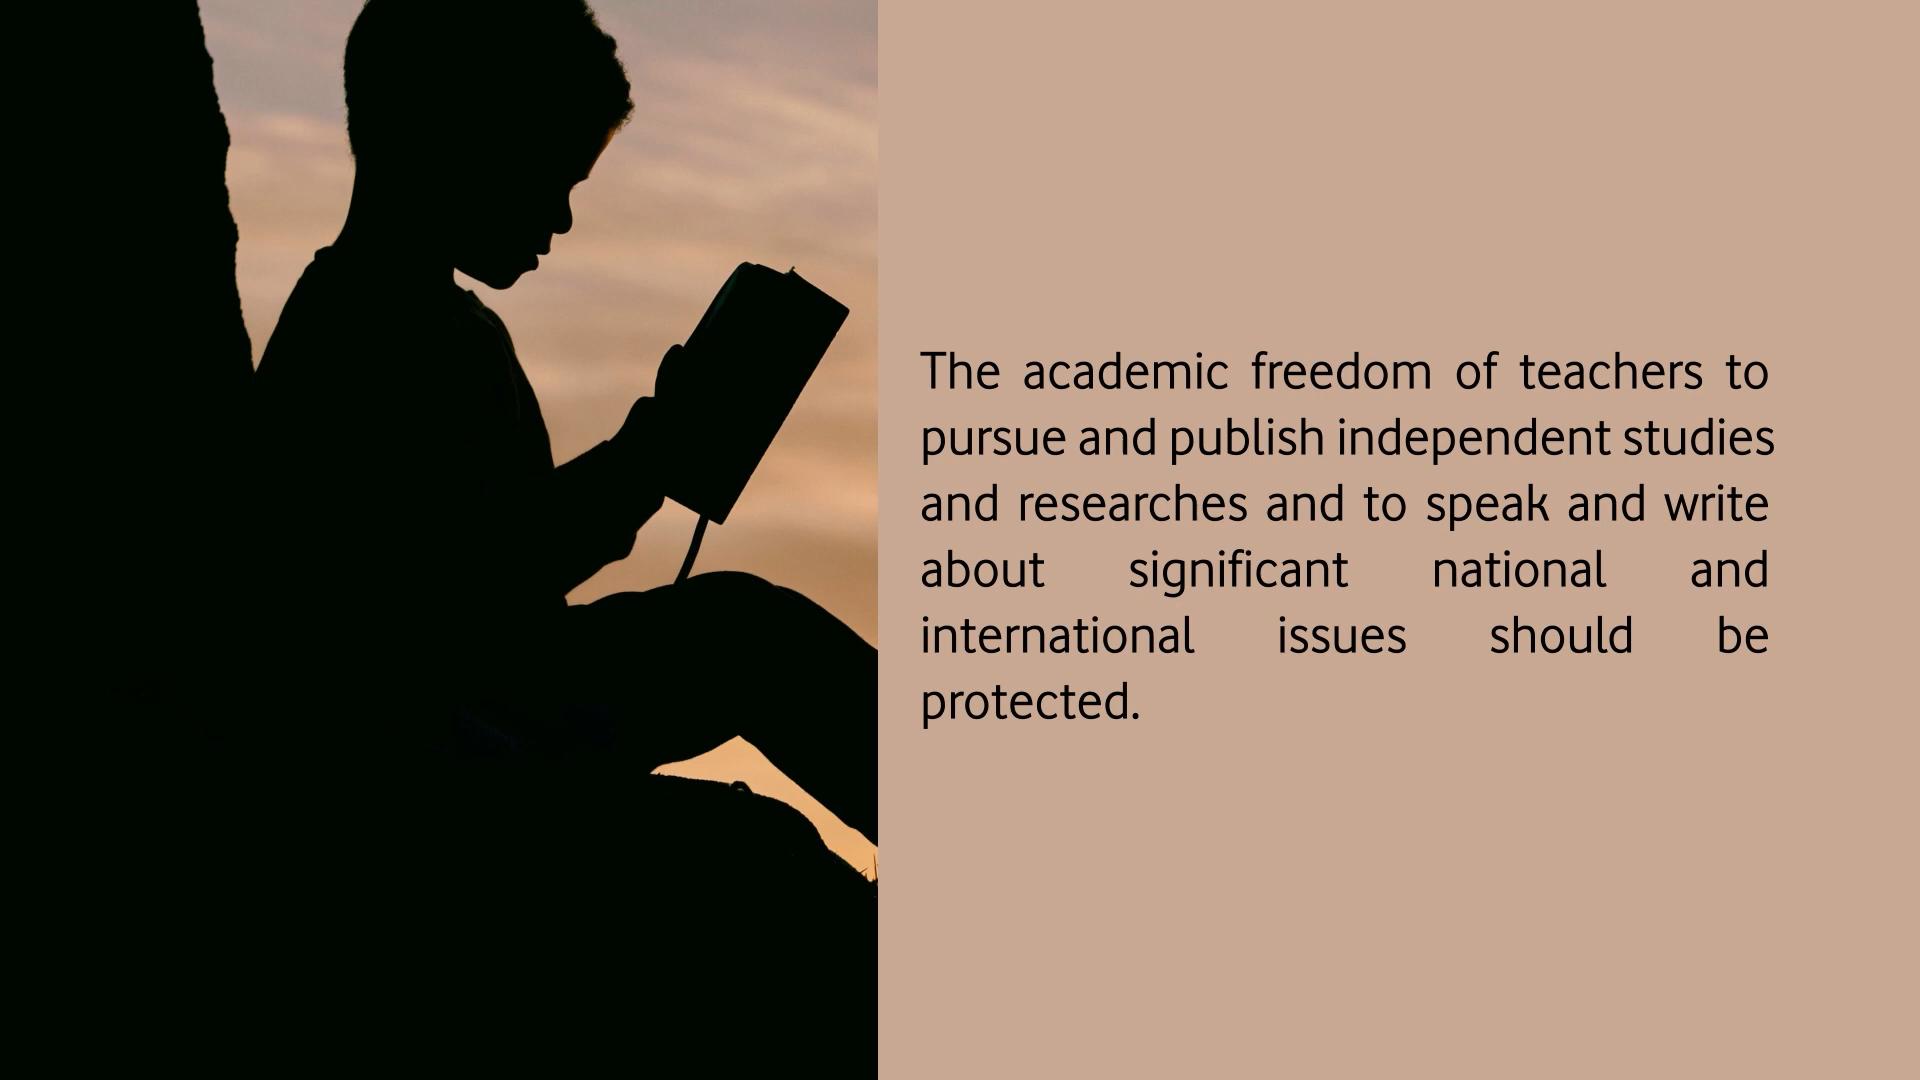 The academic freedom of teachers to
pursue and publish independent studies
and researches and to speak and write
about significant national and
international issues should be
protected.